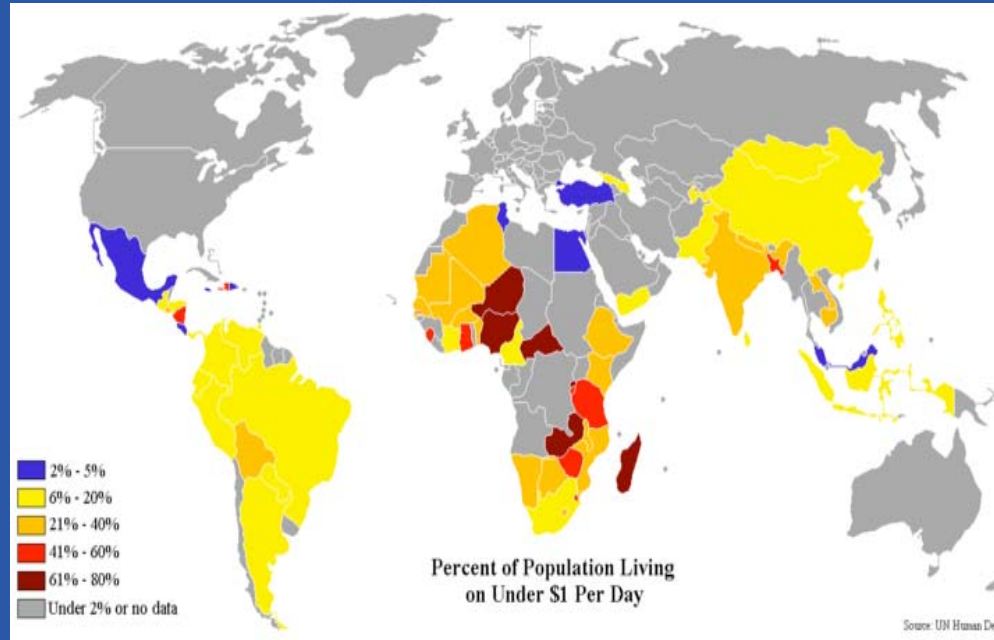 2% - 5%
6% - 20%
21% - 40%
41% - 60%
61% - 80%
Under 2% or no data
Percent of Population Living
on Under $1 Per Day
Source: UN Human De